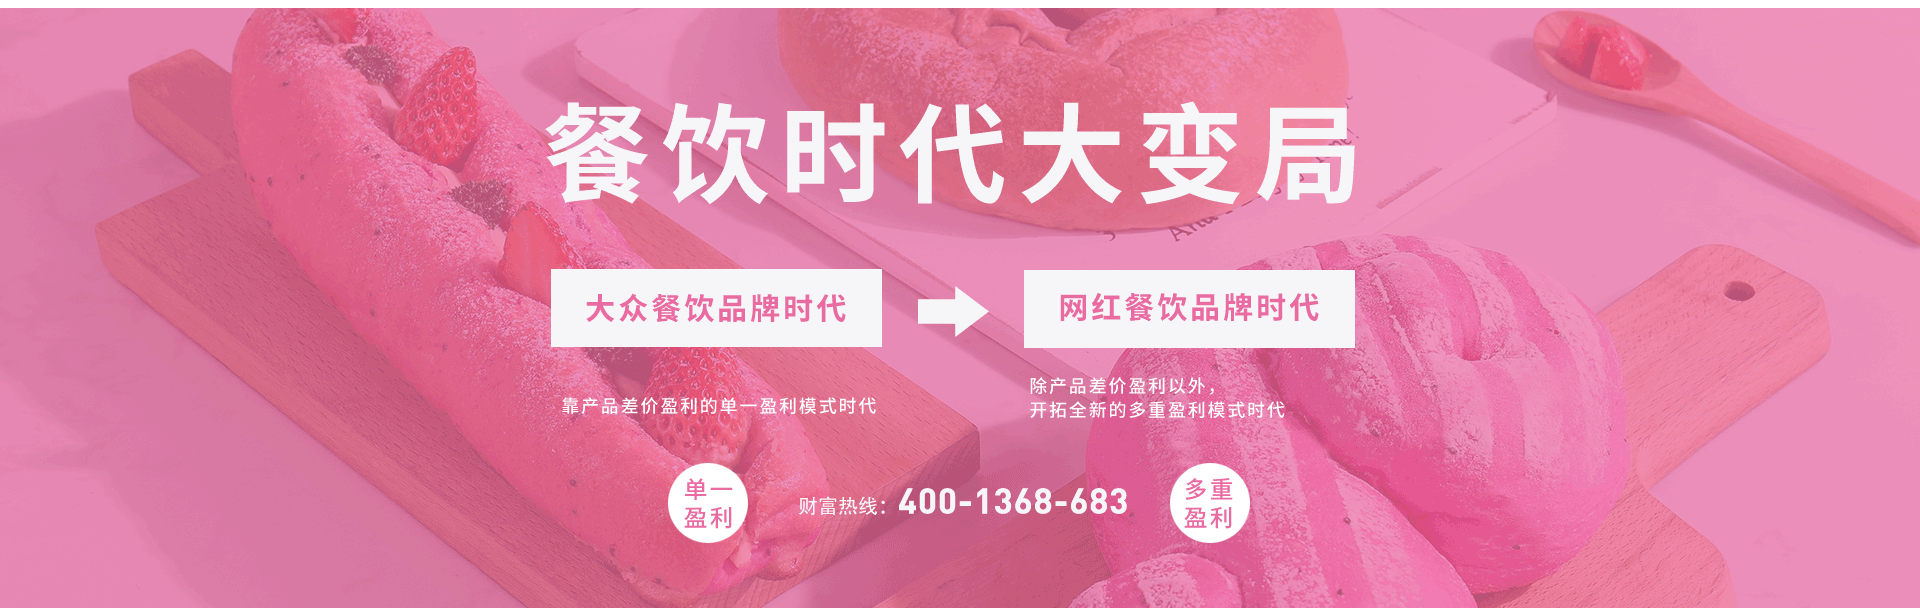 餐饮时代大变局
大众餐饮品牌时代
网红餐饮品牌时代
靠产品差价盈利的单一盈利模式时代
除产品差价盈利以外，
开拓全新的多重盈利模式时代
单一
盈利
财富热线：400-1368-683
多重
盈利